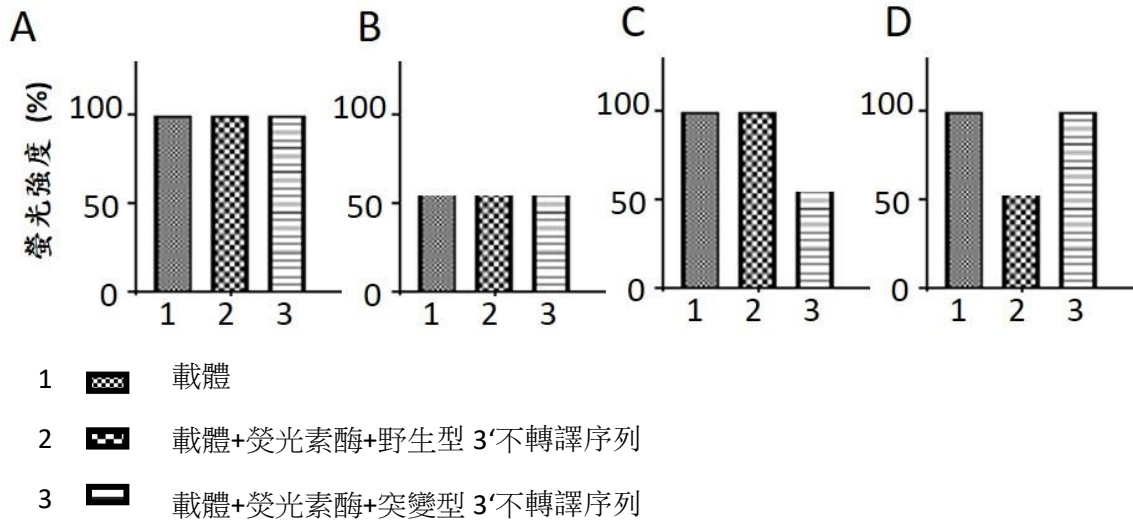 A B C D
螢光強度 (%)
100 100 100 100
50 50 50 50
0 0 0 0
1 2 3 1 2 3 1 2 3 1 2 3
1 載體
2 載體+熒光素酶+野生型 3‘不轉譯序列
3 載體+熒光素酶+突變型 3‘不轉譯序列